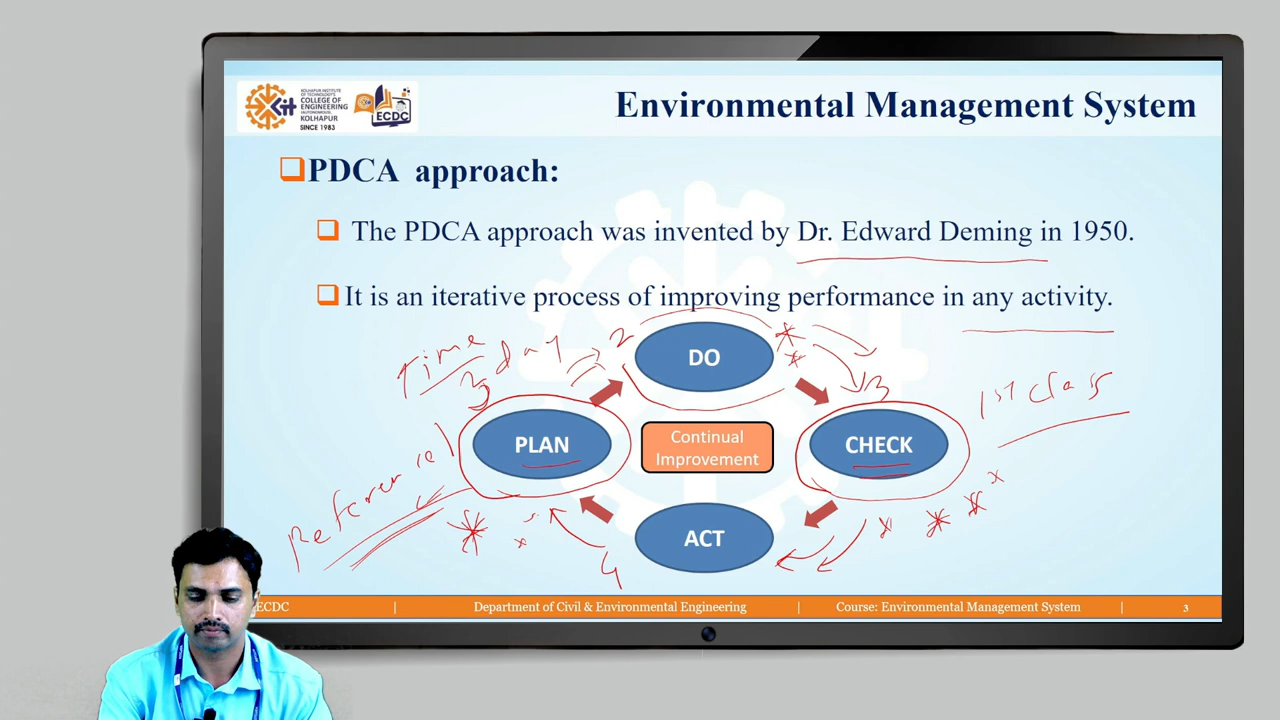 KOLHAPUR INSTITUTE
OF TECHNOLOGY'S
COLLEGE OF
ENGINEERING
(AUTONOMOUS),
KOLHAPUR
SINCE 1983
ECDC
Environmental Management System
PDCA approach:
The PDCA approach was invented by Dr. Edward Deming in 1950.
It is an iterative process of improving performance in any activity.
Time
3 day
2
DO
3
1st class
PLAN
Continual
Improvement
CHECK
ACT
4
ECDC | Department of Civil & Environmental Engineering | Course: Environmental Management System | 3